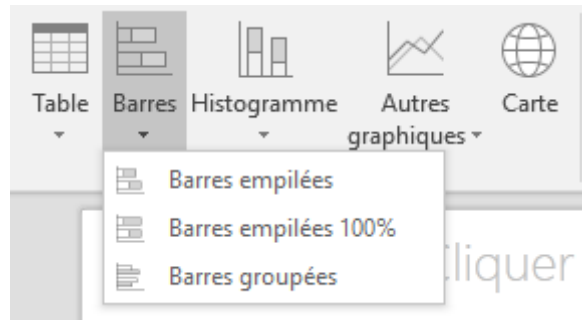 Table
Barres
Histogramme
Autres
graphiques
Carte
Barres empilées
Barres empilées 100%
Barres groupées
liquer